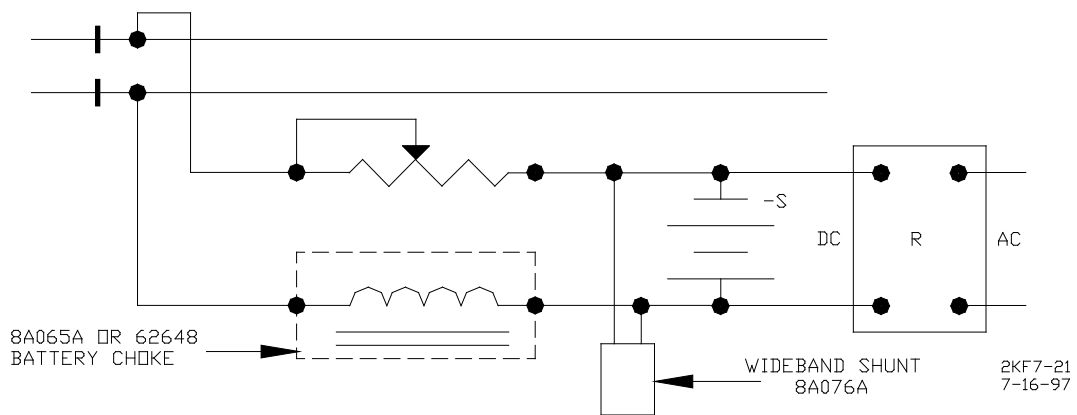 -S
DC
R
AC
8A065A OR 62648
BATTERY CHOKE
WIDEBAND SHUNT
8A076A
2KF7-21
7-16-97